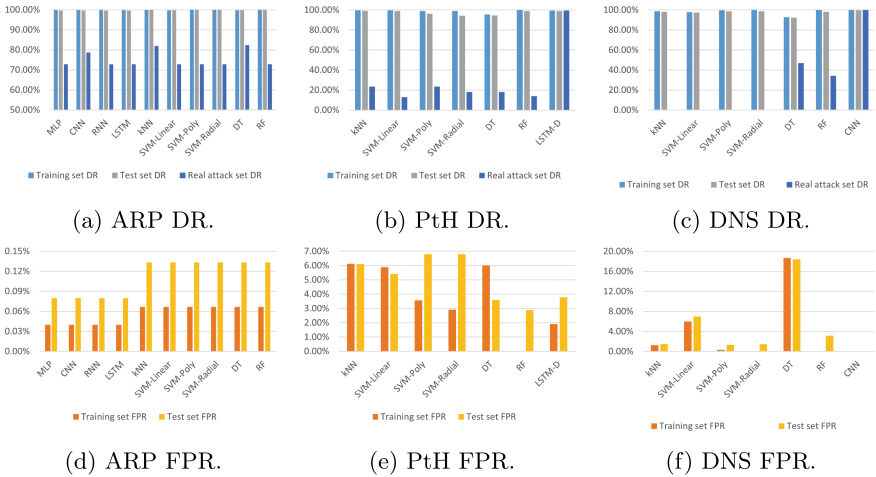 100.00%
90.00%
80.00%
70.00%
60.00%
50.00%
MLP
CNN
RNN
LSTM
kNN
SVM-Linear
SVM-Poly
SVM-Radial
DT
RF
Training set DR
Test set DR
Real attack set DR
(a) ARP DR.
100.00%
80.00%
60.00%
40.00%
20.00%
0.00%
kNN
SVM-Linear
SVM-Poly
SVM-Radial
DT
RF
LSTM-D
Training set DR
Test set DR
Real attack set DR
(b) PtH DR.
100.00%
80.00%
60.00%
40.00%
20.00%
0.00%
kNN
SVM-Linear
SVM-Poly
SVM-Radial
DT
RF
CNN
Training set DR
Test set DR
Real attack set DR
(c) DNS DR.
0.15%
0.12%
0.09%
0.06%
0.03%
0.00%
MLP
CNN
RNN
LSTM
kNN
SVM-Linear
SVM-Poly
SVM-Radial
DT
RF
Training set FPR
Test set FPR
(d) ARP FPR.
7.00%
6.00%
5.00%
4.00%
3.00%
2.00%
1.00%
0.00%
kNN
SVM-Linear
SVM-Poly
SVM-Radial
DT
RF
LSTM-D
Training set FPR
Test set FPR
(e) PtH FPR.
20.00%
16.00%
12.00%
8.00%
4.00%
0.00%
kNN
SVM-Linear
SVM-Poly
SVM-Radial
DT
RF
CNN
Training set FPR
Test set FPR
(f) DNS FPR.